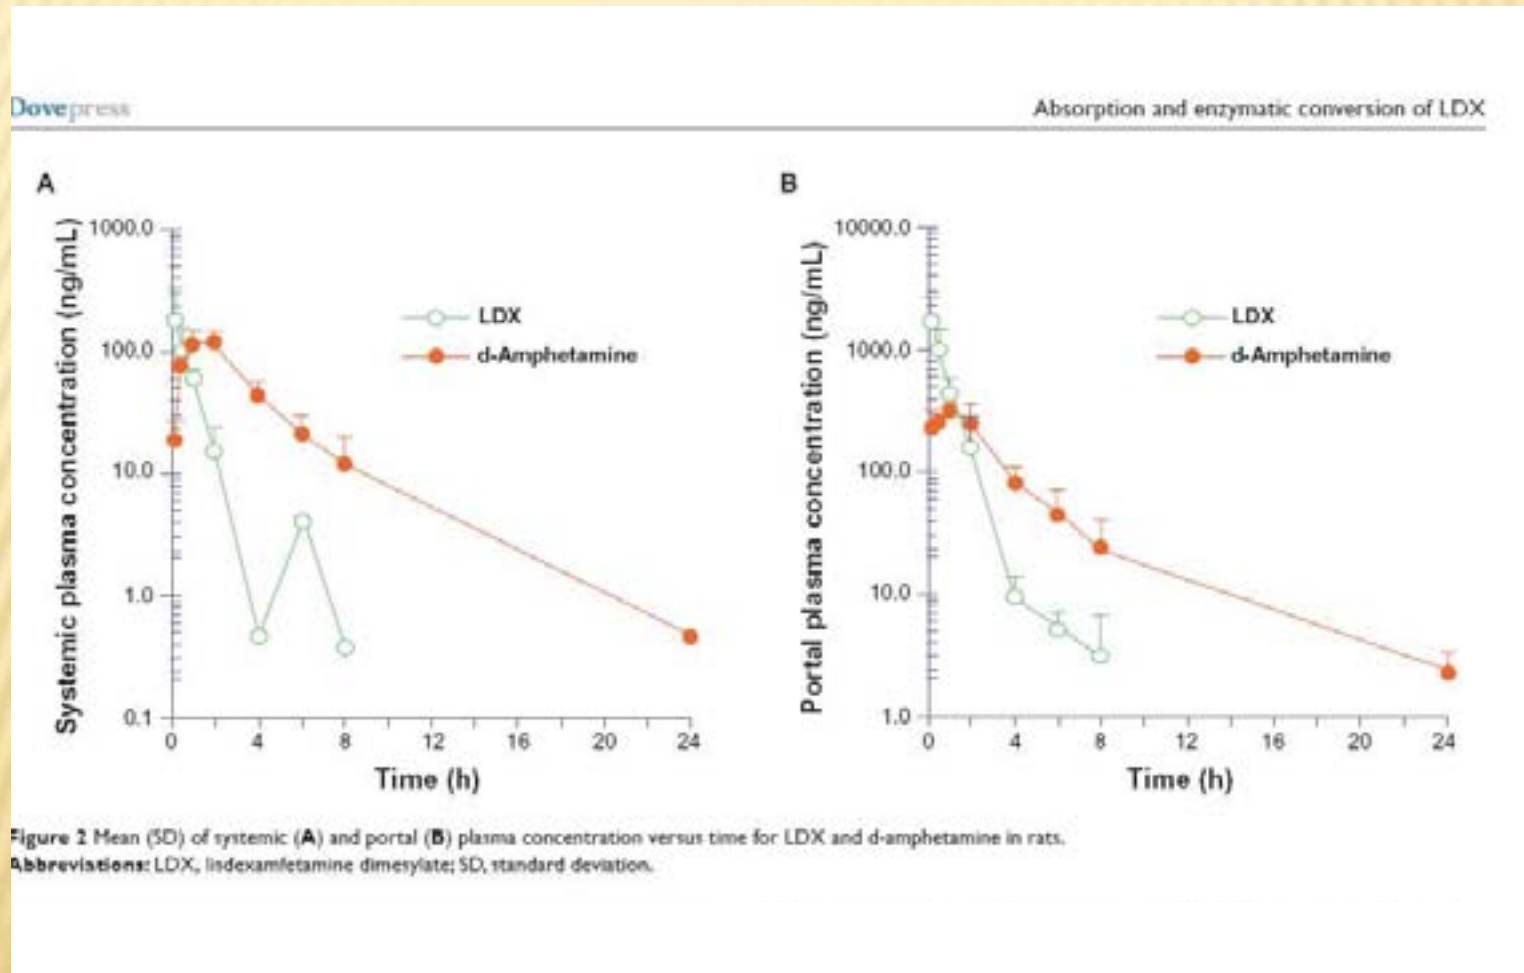 Dovepress
Absorption and enzymatic conversion of LDX
A
Systemic plasma concentration (ng/mL)
1000.0
100.0
10.0
1.0
0.1
0 4 8 12 16 20 24
Time (h)
LDX
d-Amphetamine
B
Portal plasma concentration (ng/mL)
10000.0
1000.0
100.0
10.0
1.0
0 4 8 12 16 20 24
Time (h)
LDX
d-Amphetamine
Figure 2 Mean (SD) of systemic (A) and portal (B) plasma concentration versus time for LDX and d-amphetamine in rats.
Abbreviations: LDX, lisdexamfetamine dimesylate; SD, standard deviation.